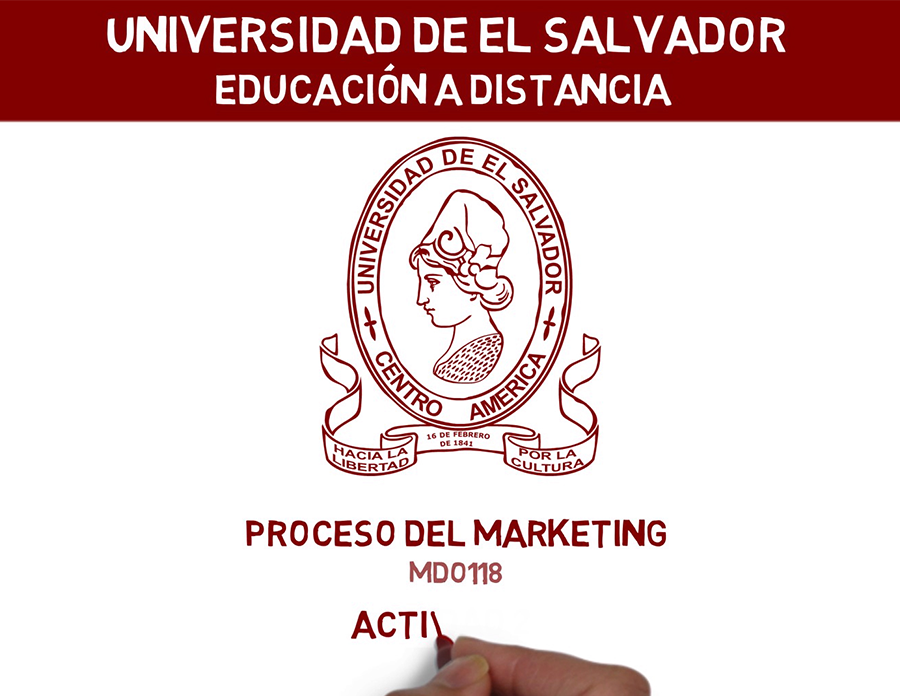 UNIVERSIDAD DE EL SALVADOR
EDUCACIÓN A DISTANCIA
UNIVERSIDAD DE EL SALVADOR
CENTRO AMERICA
16 DE FEBRERO
DE 1841
HACIA LA
LIBERTAD
POR LA
CULTURA
PROCESO DEL MARKETING
MD0118
ACTI